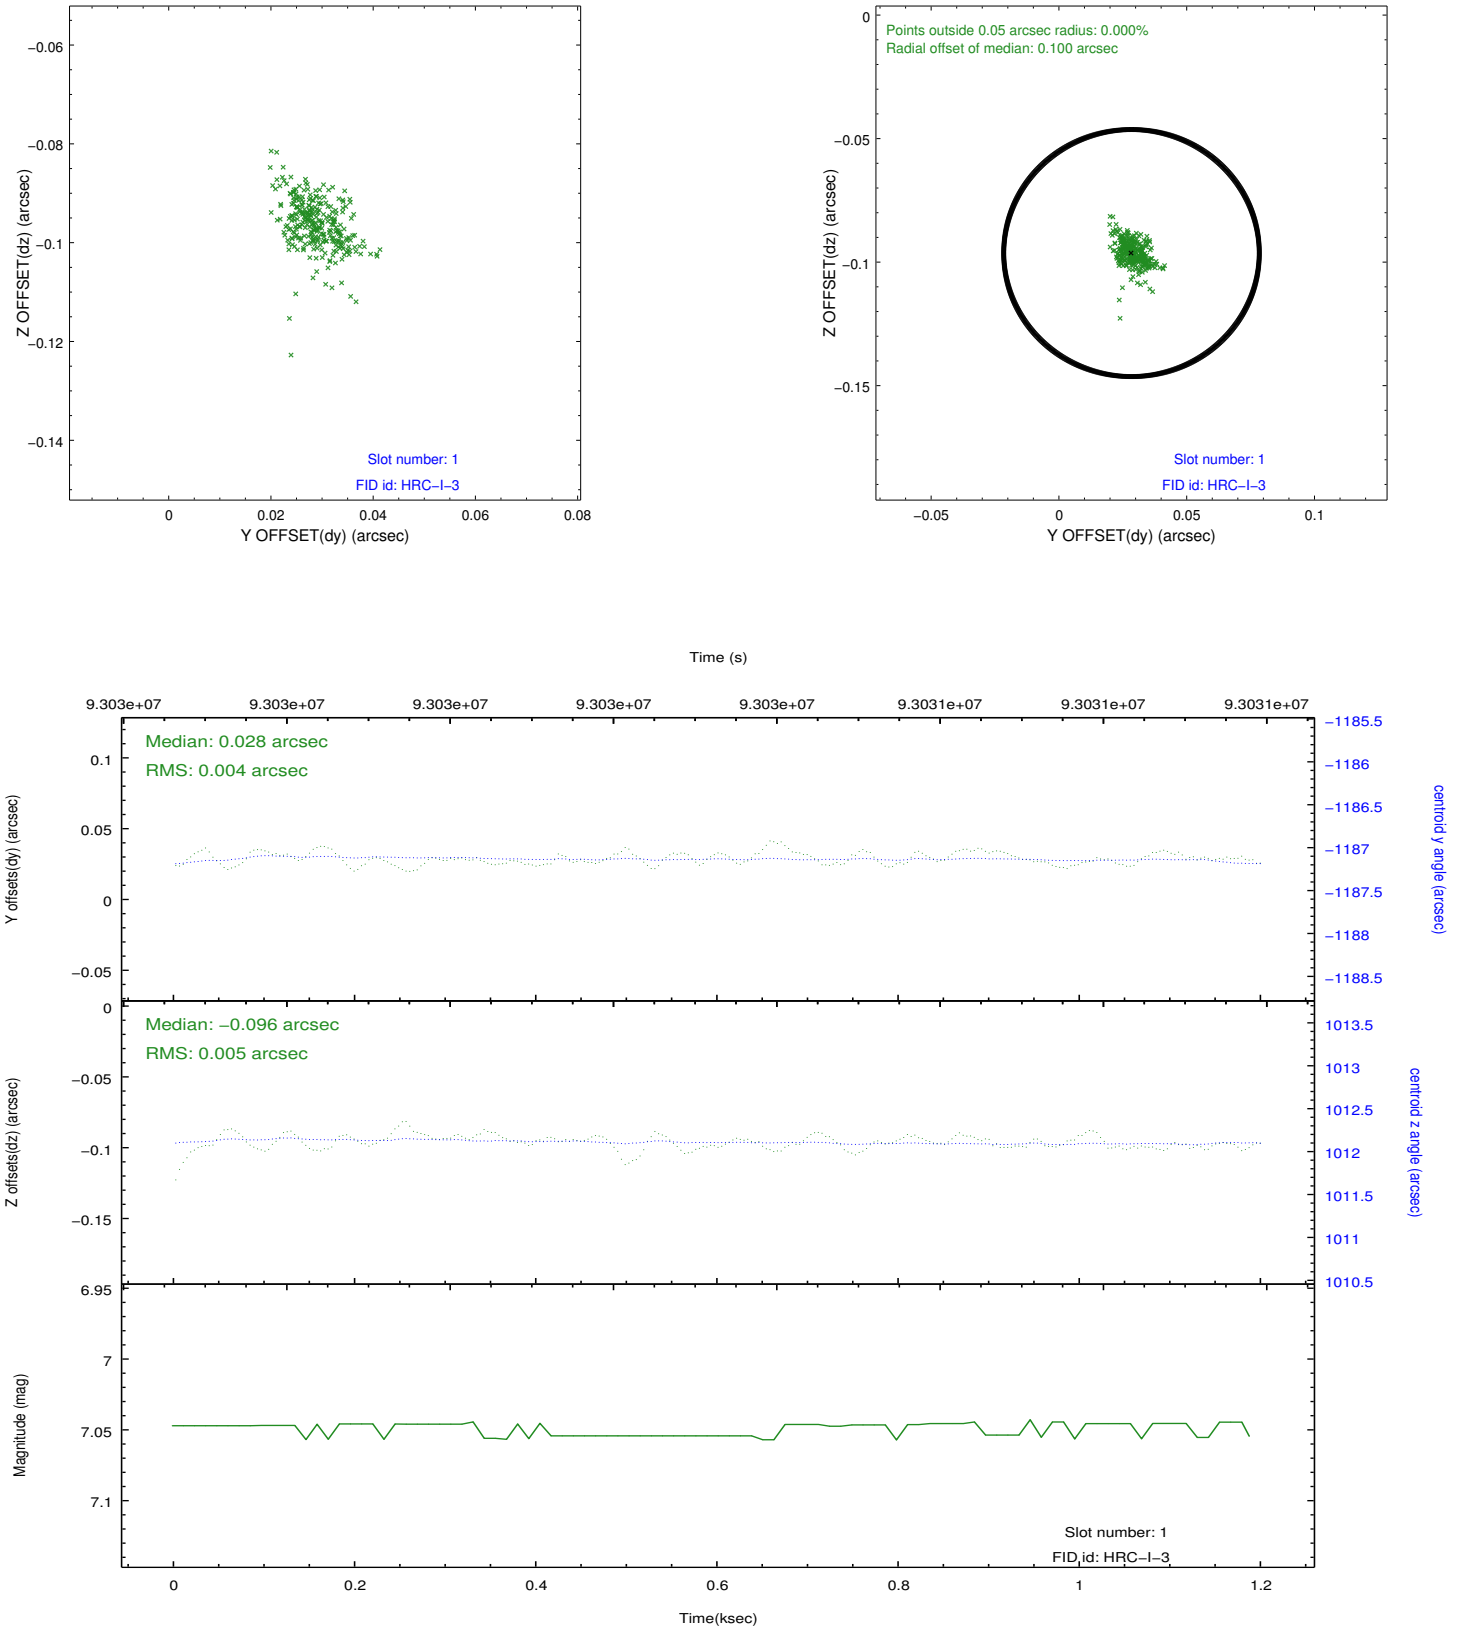 −0.06
−0.08
−0.1
−0.12
−0.14
Z OFFSET(dz) (arcsec)
Slot number: 1
FID id: HRC−I−3
0 0.02 0.04 0.06 0.08
Y OFFSET(dy) (arcsec)
Points outside 0.05 arcsec radius: 0.000%
Radial offset of median: 0.100 arcsec
0
−0.05
−0.1
−0.15
Z OFFSET(dz) (arcsec)
Slot number: 1
FID id: HRC−I−3
−0.05 0 0.05 0.1
Y OFFSET(dy) (arcsec)
Time (s)
9.303e+07 9.303e+07 9.303e+07 9.303e+07 9.303e+07 9.3031e+07 9.3031e+07 9.3031e+07
Median: 0.028 arcsec
RMS: 0.004 arcsec
0.1
0.05
0
−0.05
Y offsets(dy) (arcsec)
−1185.5
−1186
−1186.5
−1187
−1187.5
−1188
−1188.5
centroid y angle (arcsec)
Median: −0.096 arcsec
RMS: 0.005 arcsec
0
−0.05
−0.1
−0.15
Z offsets(dz) (arcsec)
1013.5
1013
1012.5
1012
1011.5
1011
1010.5
centroid z angle (arcsec)
6.95
7
7.05
7.1
Magnitude (mag)
Slot number: 1
FID id: HRC−I−3
0 0.2 0.4 0.6 0.8 1 1.2
Time(ksec)